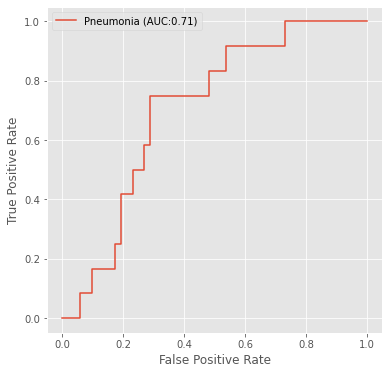 Pneumonia (AUC:0.71)
1.0
0.8
0.6
0.4
0.2
0.0
True Positive Rate
0.0 0.2 0.4 0.6 0.8 1.0
False Positive Rate